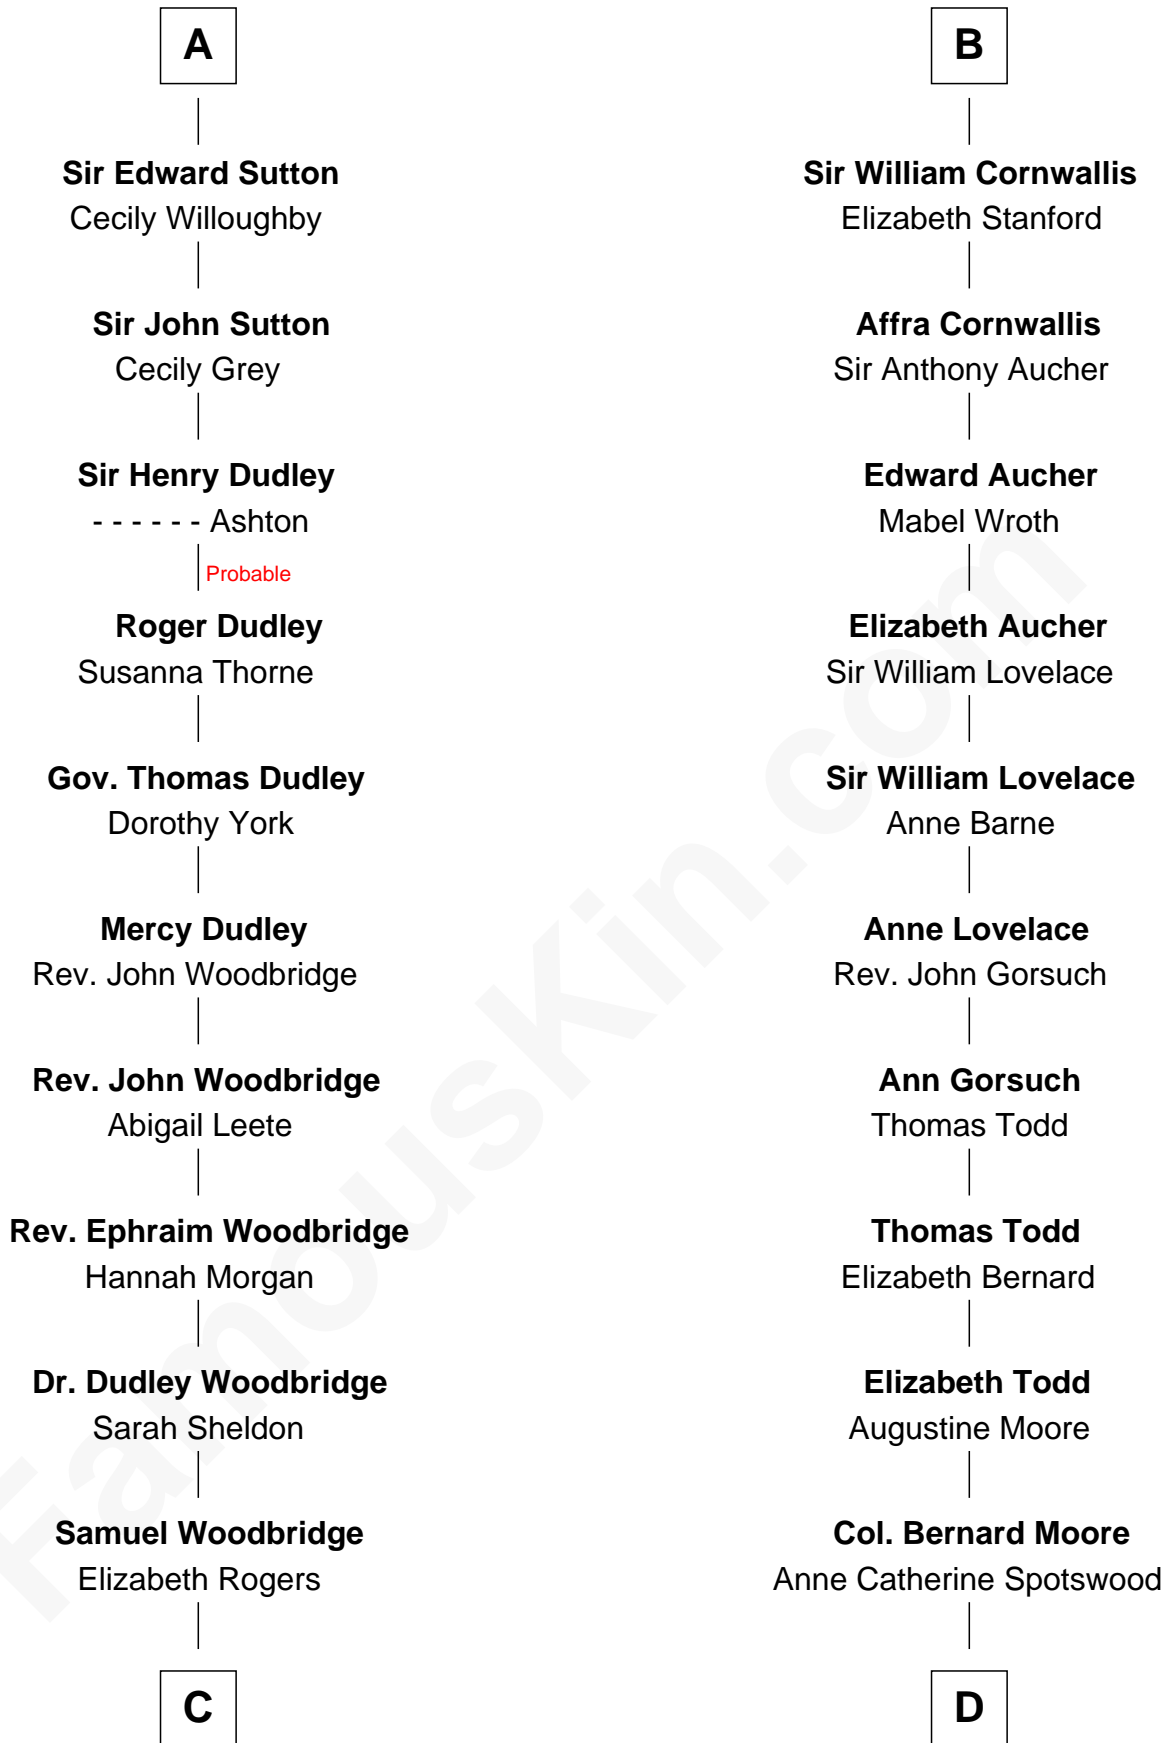 A
Sir Edward Sutton
Cecily Willoughby
Sir John Sutton
Cecily Grey
Sir Henry Dudley
- - - - - - Ashton
Probable
Roger Dudley
Susanna Thorne
Gov. Thomas Dudley
Dorothy York
Mercy Dudley
Rev. John Woodbridge
Rev. John Woodbridge
Abigail Leete
Rev. Ephraim Woodbridge
Hannah Morgan
Dr. Dudley Woodbridge
Sarah Sheldon
Samuel Woodbridge
Elizabeth Rogers
C
B
Sir William Cornwallis
Elizabeth Stanford
Affra Cornwallis
Sir Anthony Aucher
Edward Aucher
Mabel Wroth
Elizabeth Aucher
Sir William Lovelace
Sir William Lovelace
Anne Barne
Anne Lovelace
Rev. John Gorsuch
Ann Gorsuch
Thomas Todd
Thomas Todd
Elizabeth Bernard
Elizabeth Todd
Augustine Moore
Col. Bernard Moore
Anne Catherine Spotswood
D
FamousKin.com